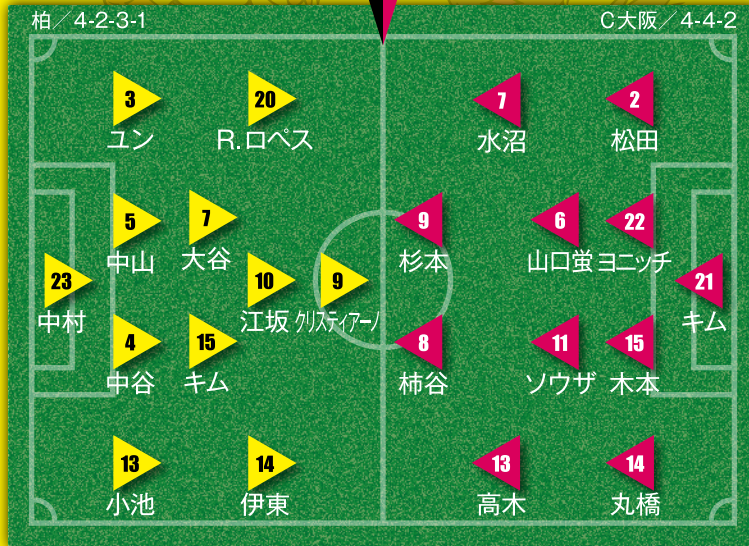 柏／4-2-3-1
C大阪／4-4-2
3
ユン
20
R.ロペス
7
水沼
2
松田
5
中山
7
大谷
9
杉本
6
山口蛍
22
ヨニッチ
23
中村
10
江坂
9
クリスティアーノ
21
キム
4
中谷
15
キム
8
柿谷
11
ソウザ
15
木本
13
小池
14
伊東
13
高木
14
丸橋